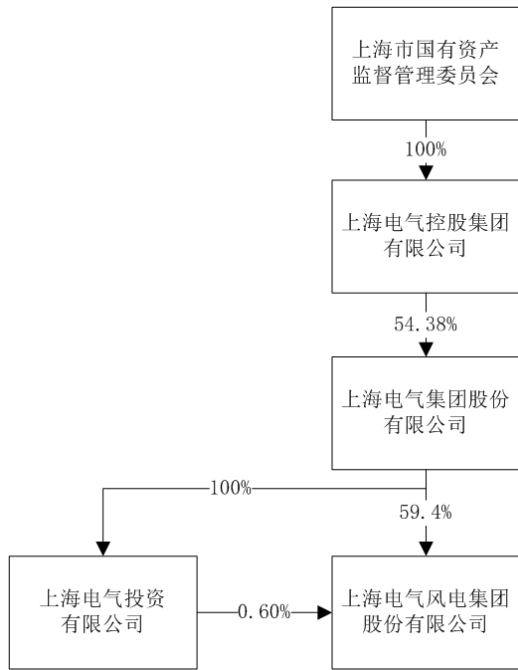 上海市国有资产
监督管理委员会
100%
上海电气控股集团
有限公司
54.38%
上海电气集团股份
有限公司
100%
59.4%
上海电气投资
有限公司
0.60%
上海电气风电集团
股份有限公司